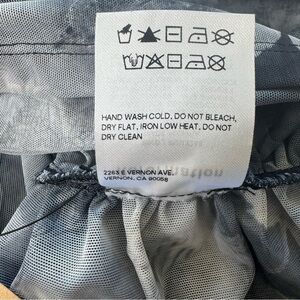 HAND WASH COLD, DO NOT BLEACH,
DRY FLAT, IRON LOW HEAT, DO NOT
DRY CLEAN
2263 E VERNON AVE.
VERNON, CA 90058